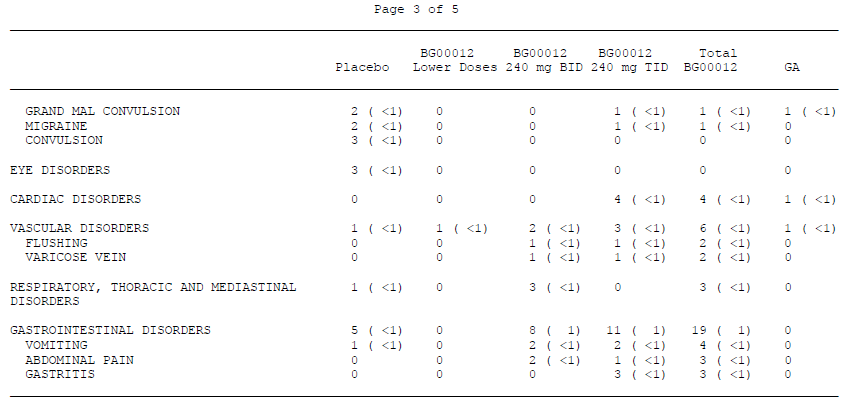 Page 3 of 5
BG00012 BG00012 BG00012 Total
Placebo Lower Doses 240 mg BID 240 mg TID BG00012 GA
GRAND MAL CONVULSION 2 ( <1) 0 0 1 ( <1) 1 ( <1) 1 ( <1)
MIGRAINE 2 ( <1) 0 0 1 ( <1) 1 ( <1) 0
CONVULSION 3 ( <1) 0 0 0 0 0
EYE DISORDERS 3 ( <1) 0 0 0 0 0
CARDIAC DISORDERS 0 0 0 4 ( <1) 4 ( <1) 1 ( <1)
VASCULAR DISORDERS 1 ( <1) 1 ( <1) 2 ( <1) 3 ( <1) 6 ( <1) 1 ( <1)
FLUSHING 0 0 1 ( <1) 1 ( <1) 2 ( <1) 0
VARICOSE VEIN 0 0 1 ( <1) 1 ( <1) 2 ( <1) 0
RESPIRATORY, THORACIC AND MEDIASTINAL 1 ( <1) 0 3 ( <1) 0 3 ( <1) 0
DISORDERS
GASTROINTESTINAL DISORDERS 5 ( <1) 0 8 ( 1) 11 ( 1) 19 ( 1) 0
VOMITING 1 ( <1) 0 2 ( <1) 2 ( <1) 4 ( <1) 0
ABDOMINAL PAIN 0 0 2 ( <1) 1 ( <1) 3 ( <1) 0
GASTRITIS 0 0 0 3 ( <1) 3 ( <1) 0